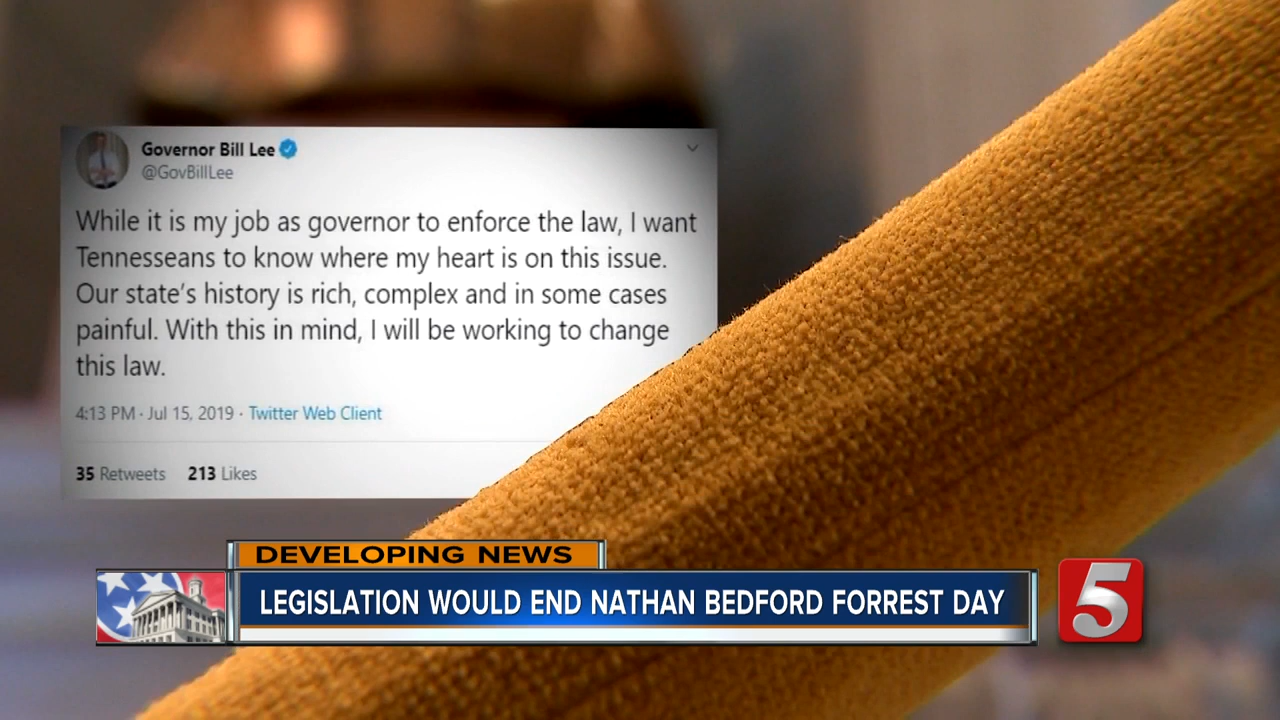 Governor Bill Lee
@GovBillLee
While it is my job as governor to enforce the law, I want
Tennesseans to know where my heart is on this issue.
Our state's history is rich, complex and in some cases
painful. With this in mind, I will be working to change
this law.
4:13 PM · Jul 15, 2019 · Twitter Web Client
35 Retweets 213 Likes
DEVELOPING NEWS
LEGISLATION WOULD END NATHAN BEDFORD FORREST DAY
5